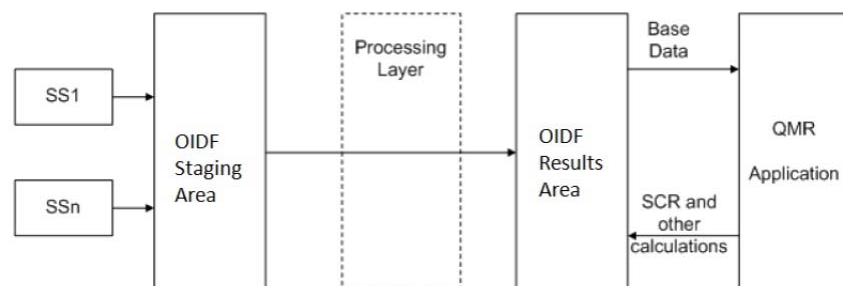 SS1
SSn
OIDF
Staging
Area
Processing
Layer
OIDF
Results
Area
Base
Data
SCR and
other
calculations
QMR
Application